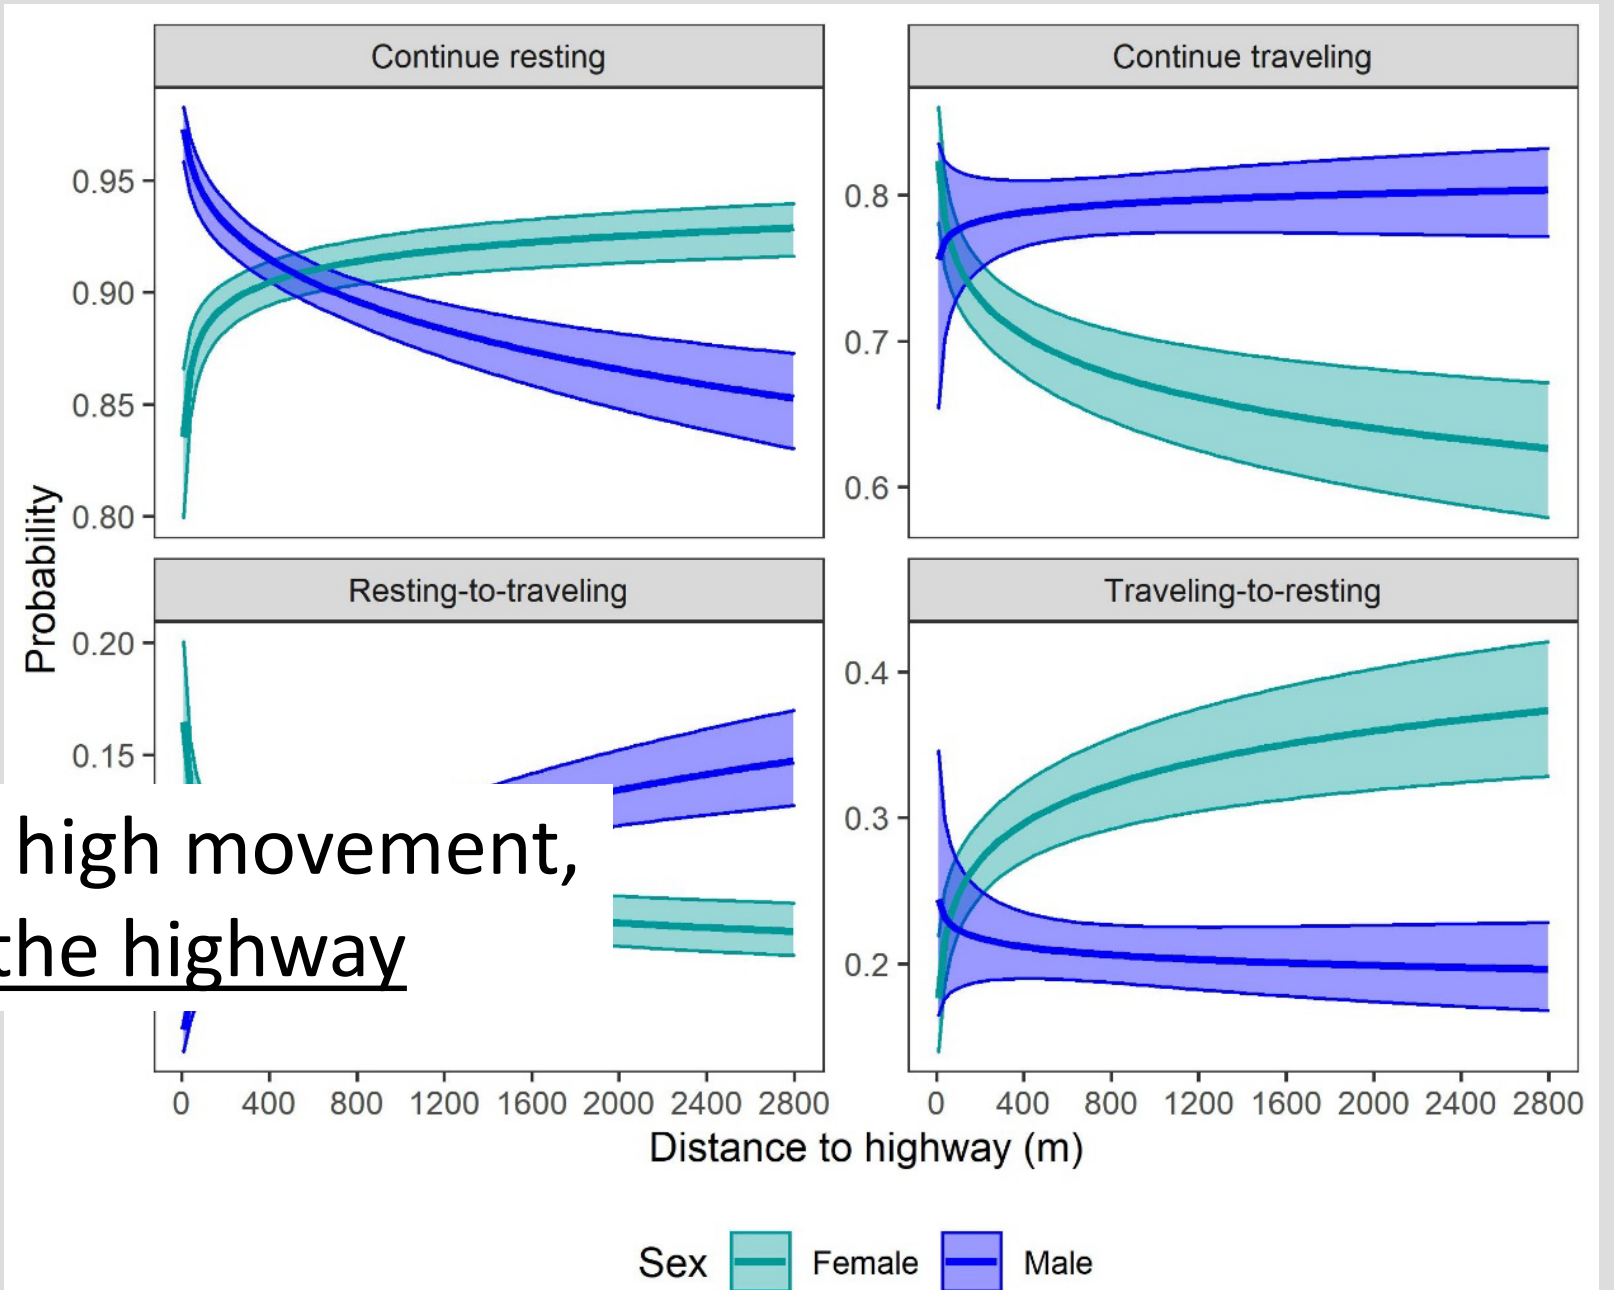 Continue resting
Continue traveling
0.95
0.90
0.85
0.80
0.8
0.7
0.6
Probability
Resting-to-traveling
Traveling-to-resting
0.20
0.15
0.4
0.3
0.2
high movement,
the highway
0 400 800 1200 1600 2000 2400 2800
0 400 800 1200 1600 2000 2400 2800
Distance to highway (m)
Sex Female Male